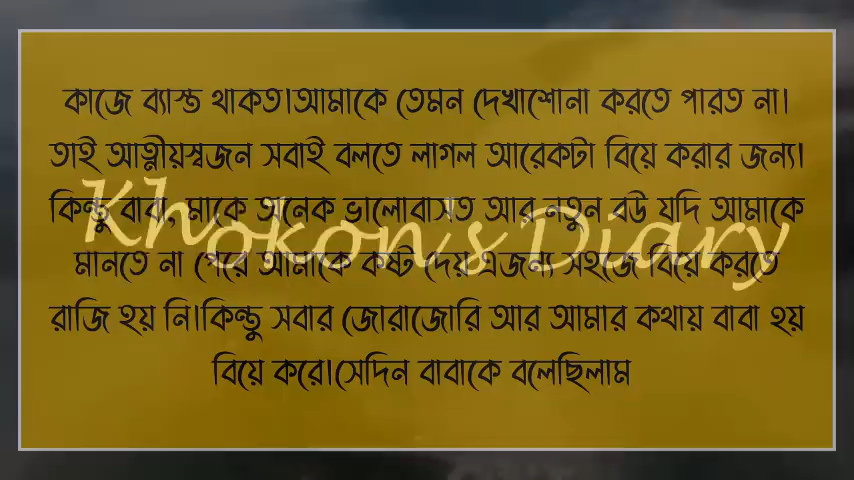 কাজে ব্যাস্ত থাকত।আমাকে তেমন দেখাশোনা করতে পারত না।
তাই আত্নীয়স্বজন সবাই বলতে লাগল আরেকটা বিয়ে করার জন্য।
কিন্তু বাবা, মাকে অনেক ভালোবাসত আর নতুন বউ যদি আমাকে
Khokon's Diary
মানতে না পেরে আমাকে কষ্ট দেয় এজন্য সহজে বিয়ে করতে
রাজি হয় নি।কিন্তু সবার জোরাজোরি আর আমার কথায় বাবা হয়
বিয়ে করে।সেদিন বাবাকে বলেছিলাম